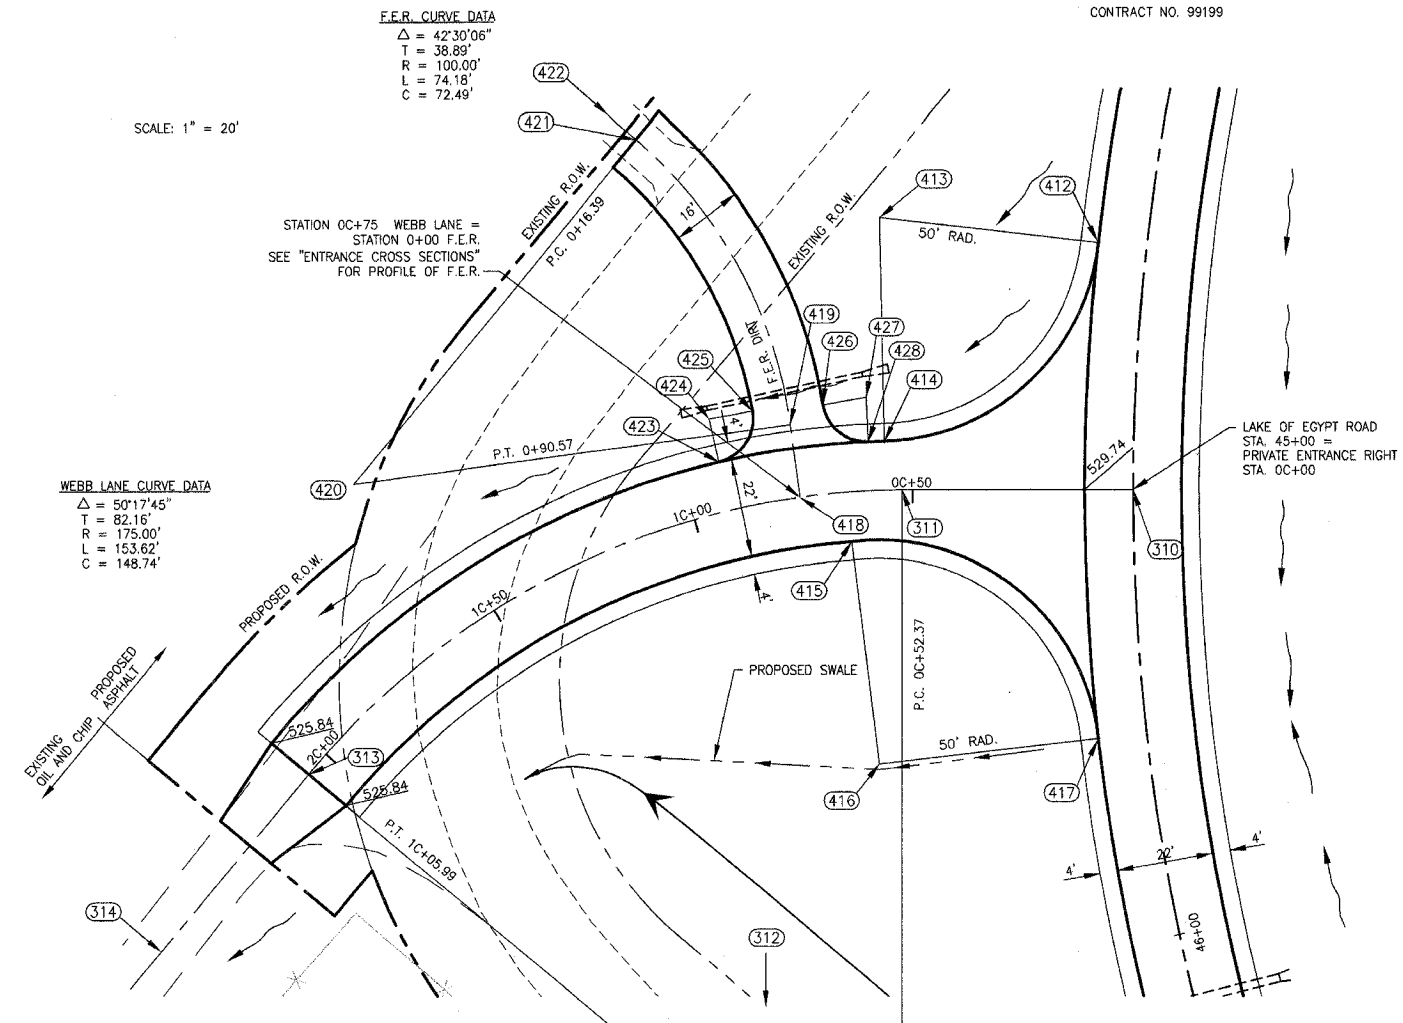 CONTRACT NO. 99199
F.E.R. CURVE DATA
△ = 42°30'06"
T = 38.89'
R = 100.00'
L = 74.18'
C = 72.49'
SCALE: 1" = 20'
422
421
EXISTING R.O.W.
P.C. 0+16.39
16'
EXISTING R.O.W.
413
412
50' RAD.
STATION 0C+75 WEBB LANE =
STATION 0+00 F.E.R.
SEE "ENTRANCE CROSS SECTIONS"
FOR PROFILE OF F.E.R.
419
427
426
428
414
F.E.R. DIRT
425
424
4'
423
P.T. 0+90.57
420
LAKE OF EGYPT ROAD
STA. 45+00 =
PRIVATE ENTRANCE RIGHT
STA. 0C+00
529.74
0C+50
22'
1C+00
418
311
310
WEBB LANE CURVE DATA
△ = 50°17'45"
T = 82.16'
R = 175.00'
L = 153.62'
C = 148.74'
PROPOSED R.O.W.
1C+50
4'
415
P.C. 0C+52.37
PROPOSED SWALE
PROPOSED
ASPHALT
EXISTING
OIL AND CHIP
525.84
2C+00
313
525.84
50' RAD.
416
417
P.T. 1C+05.99
4'
22'
4'
314
312
46+00